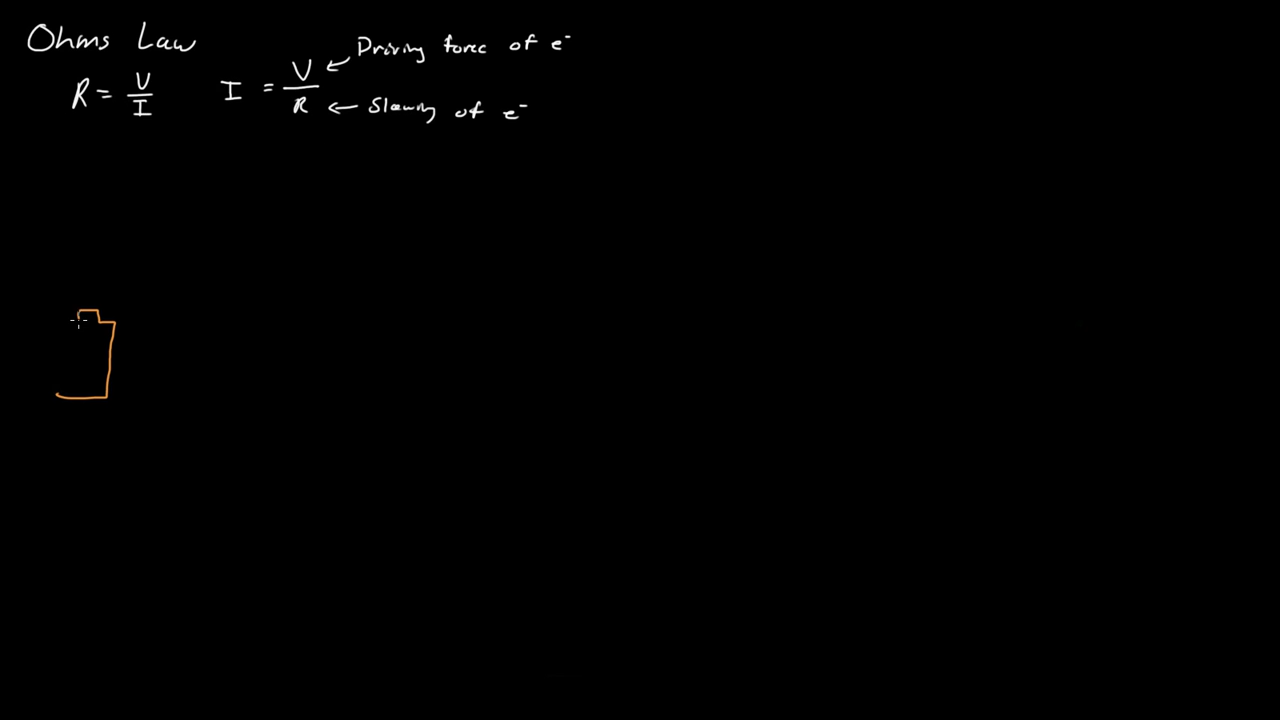 Ohms Law
R = V/I I = V/R ← Driving force of e⁻
← Slowing of e⁻